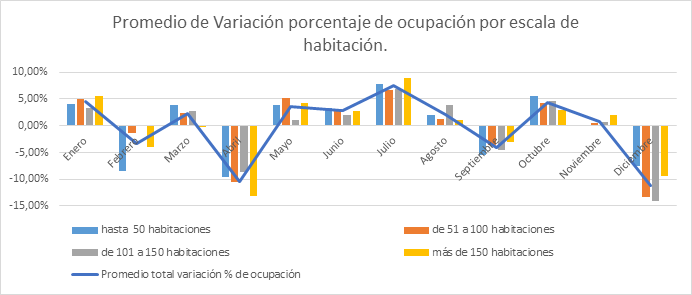 Promedio de Variación porcentaje de ocupación por escala de
habitación.
10,00%
5,00%
0,00%
-5,00%
-10,00%
-15,00%
Enero
Febrero
Marzo
Abril
Mayo
Junio
Julio
Agosto
Septiembre
Octubre
Noviembre
Diciembre
hasta 50 habitaciones
de 51 a 100 habitaciones
de 101 a 150 habitaciones
más de 150 habitaciones
Promedio total variación % de ocupación